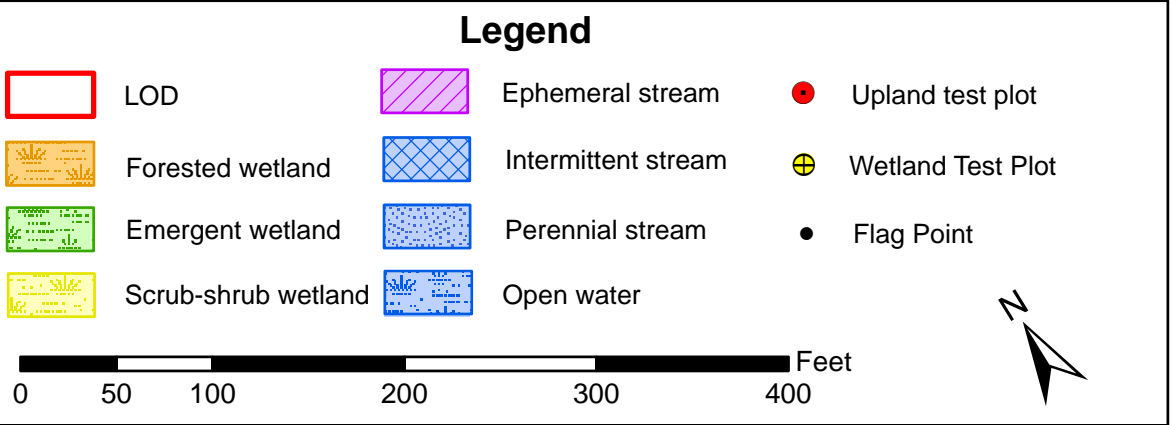 Legend
LOD
Ephemeral stream
Upland test plot
Forested wetland
Intermittent stream
Wetland Test Plot
Emergent wetland
Perennial stream
Flag Point
Scrub-shrub wetland
Open water
N
Feet
0 50 100 200 300 400